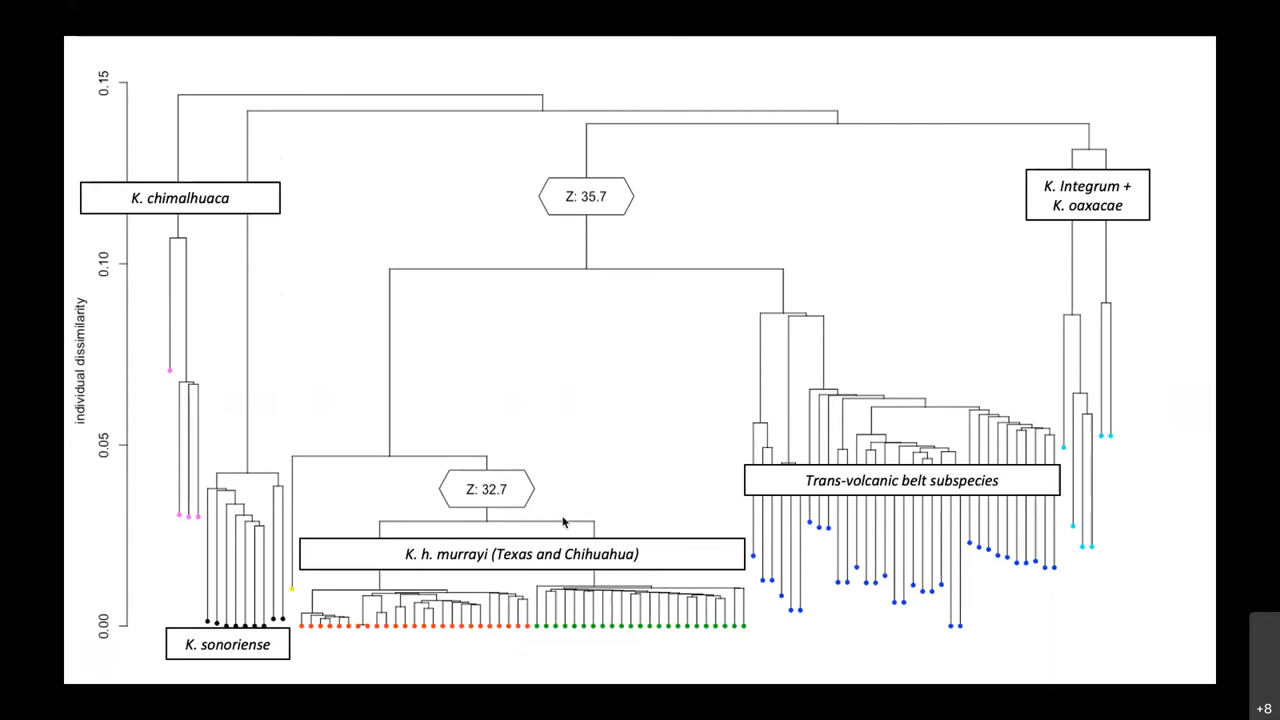 0.15
K. chimalhuaca
Z: 35.7
K. Integrum +
K. oaxacae
0.10
individual dissimilarity
0.05
Trans-volcanic belt subspecies
Z: 32.7
K. h. murrayi (Texas and Chihuahua)
0.00
K. sonoriense
+8